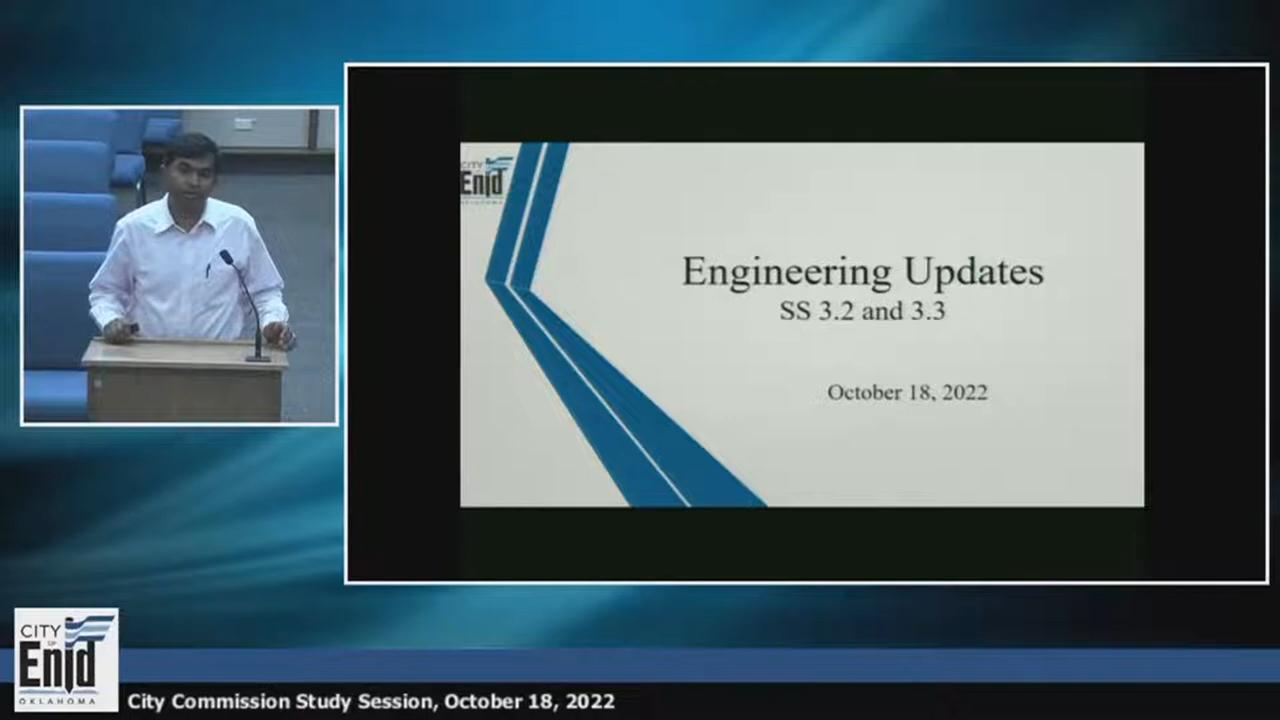 CITY
Enid
OKLAHOMA
Engineering Updates
SS 3.2 and 3.3
October 18, 2022
CITY
OF
Enid
OKLAHOMA
City Commission Study Session, October 18, 2022